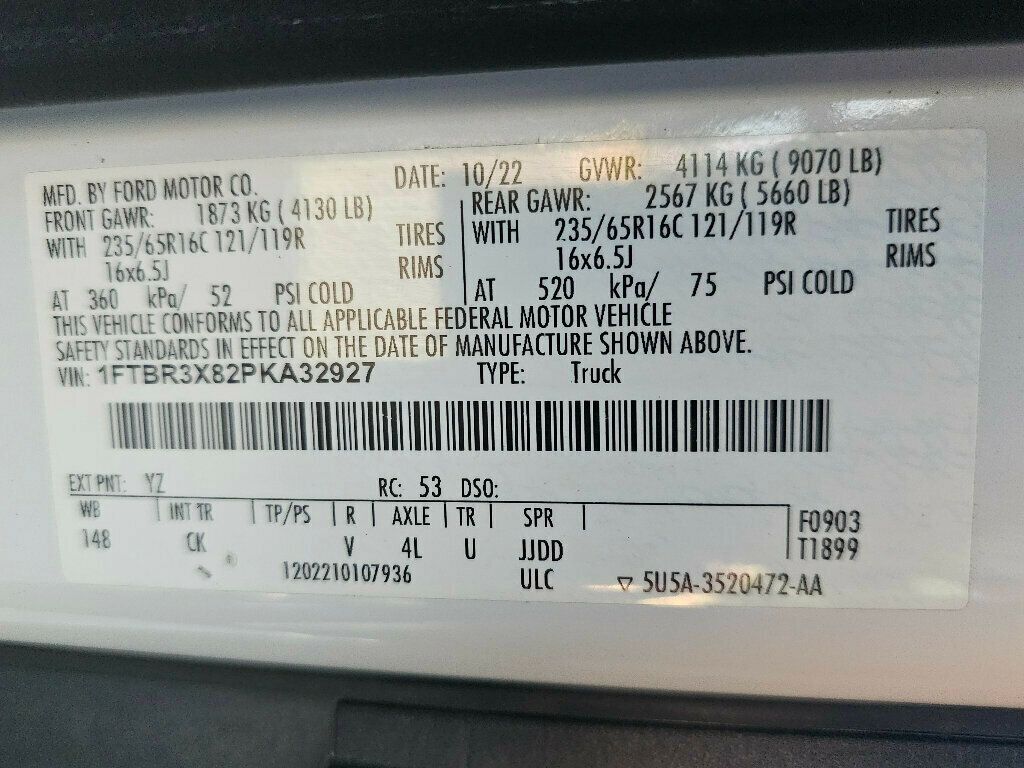 MFD. BY FORD MOTOR CO. DATE: 10/22 GVWR: 4114 KG ( 9070 LB)
FRONT GAWR: 1873 KG ( 4130 LB) REAR GAWR: 2567 KG ( 5660 LB)
WITH 235/65R16C 121/119R TIRES WITH 235/65R16C 121/119R TIRES
16x6.5J RIMS 16x6.5J RIMS
AT 360 kPa/ 52 PSI COLD AT 520 kPa/ 75 PSI COLD
THIS VEHICLE CONFORMS TO ALL APPLICABLE FEDERAL MOTOR VEHICLE
SAFETY STANDARDS IN EFFECT ON THE DATE OF MANUFACTURE SHOWN ABOVE.
VIN: 1FTBR3X82PKA32927 TYPE: Truck
EXT PNT: YZ RC: 53 DSO:
WB | INT TR | TP/PS | R | AXLE | TR | SPR | F0903
148 CK V 4L U JJDD T1899
1202210107936 ULC ▽ 5U5A-3520472-AA